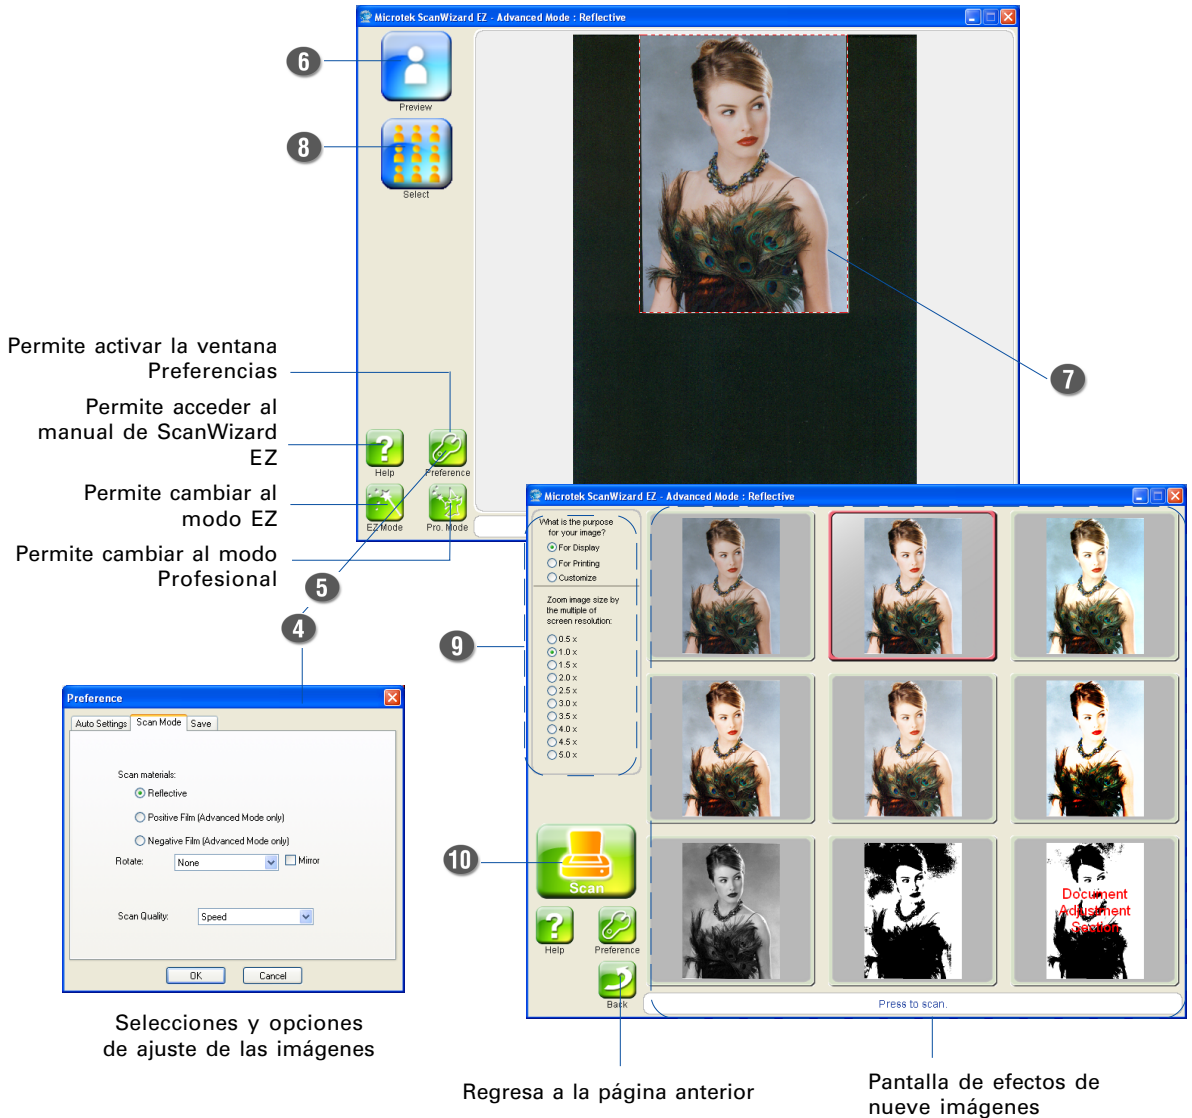 Microtek ScanWizard EZ - Advanced Mode : Reflective
6
Preview
8
Select
7
Permite activar la ventana
Preferencias
Permite acceder al
manual de ScanWizard
EZ
Permite cambiar al
modo EZ
Permite cambiar al modo
Profesional
Help
Preference
EZ Mode
Pro. Mode
5
4
Preference
Auto Settings
Scan Mode
Save
Scan materials:
Reflective
Positive Film (Advanced Mode only)
Negative Film (Advanced Mode only)
Rotate:
None
Mirror
Scan Quality:
Speed
OK
Cancel
Selecciones y opciones
de ajuste de las imágenes
Microtek ScanWizard EZ - Advanced Mode : Reflective
What is the purpose
for your image?
For Display
For Printing
Customize
Zoom image size by
the multiple of
screen resolution:
0.5 x
1.0 x
1.5 x
2.0 x
2.5 x
3.0 x
3.5 x
4.0 x
4.5 x
5.0 x
9
10
Scan
Help
Preference
Back
Document
Adjustment
Section
Press to scan.
Regresa a la página anterior
Pantalla de efectos de
nueve imágenes